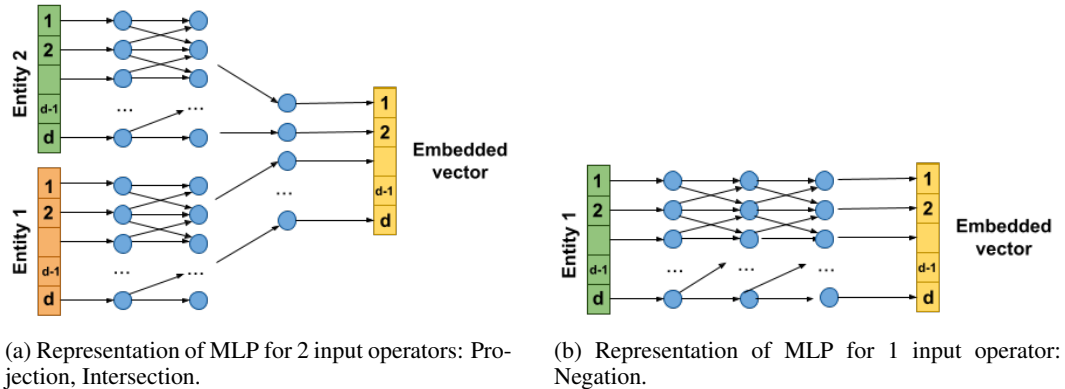 Entity 2
1
2
d-1
d
...
...
Entity 1
1
2
d-1
d
...
...
...
1
2
d-1
d
Embedded
vector
(a) Representation of MLP for 2 input operators: Pro-
jection, Intersection.
Entity 1
1
2
d-1
d
...
...
...
1
2
d-1
d
Embedded
vector
(b) Representation of MLP for 1 input operator:
Negation.